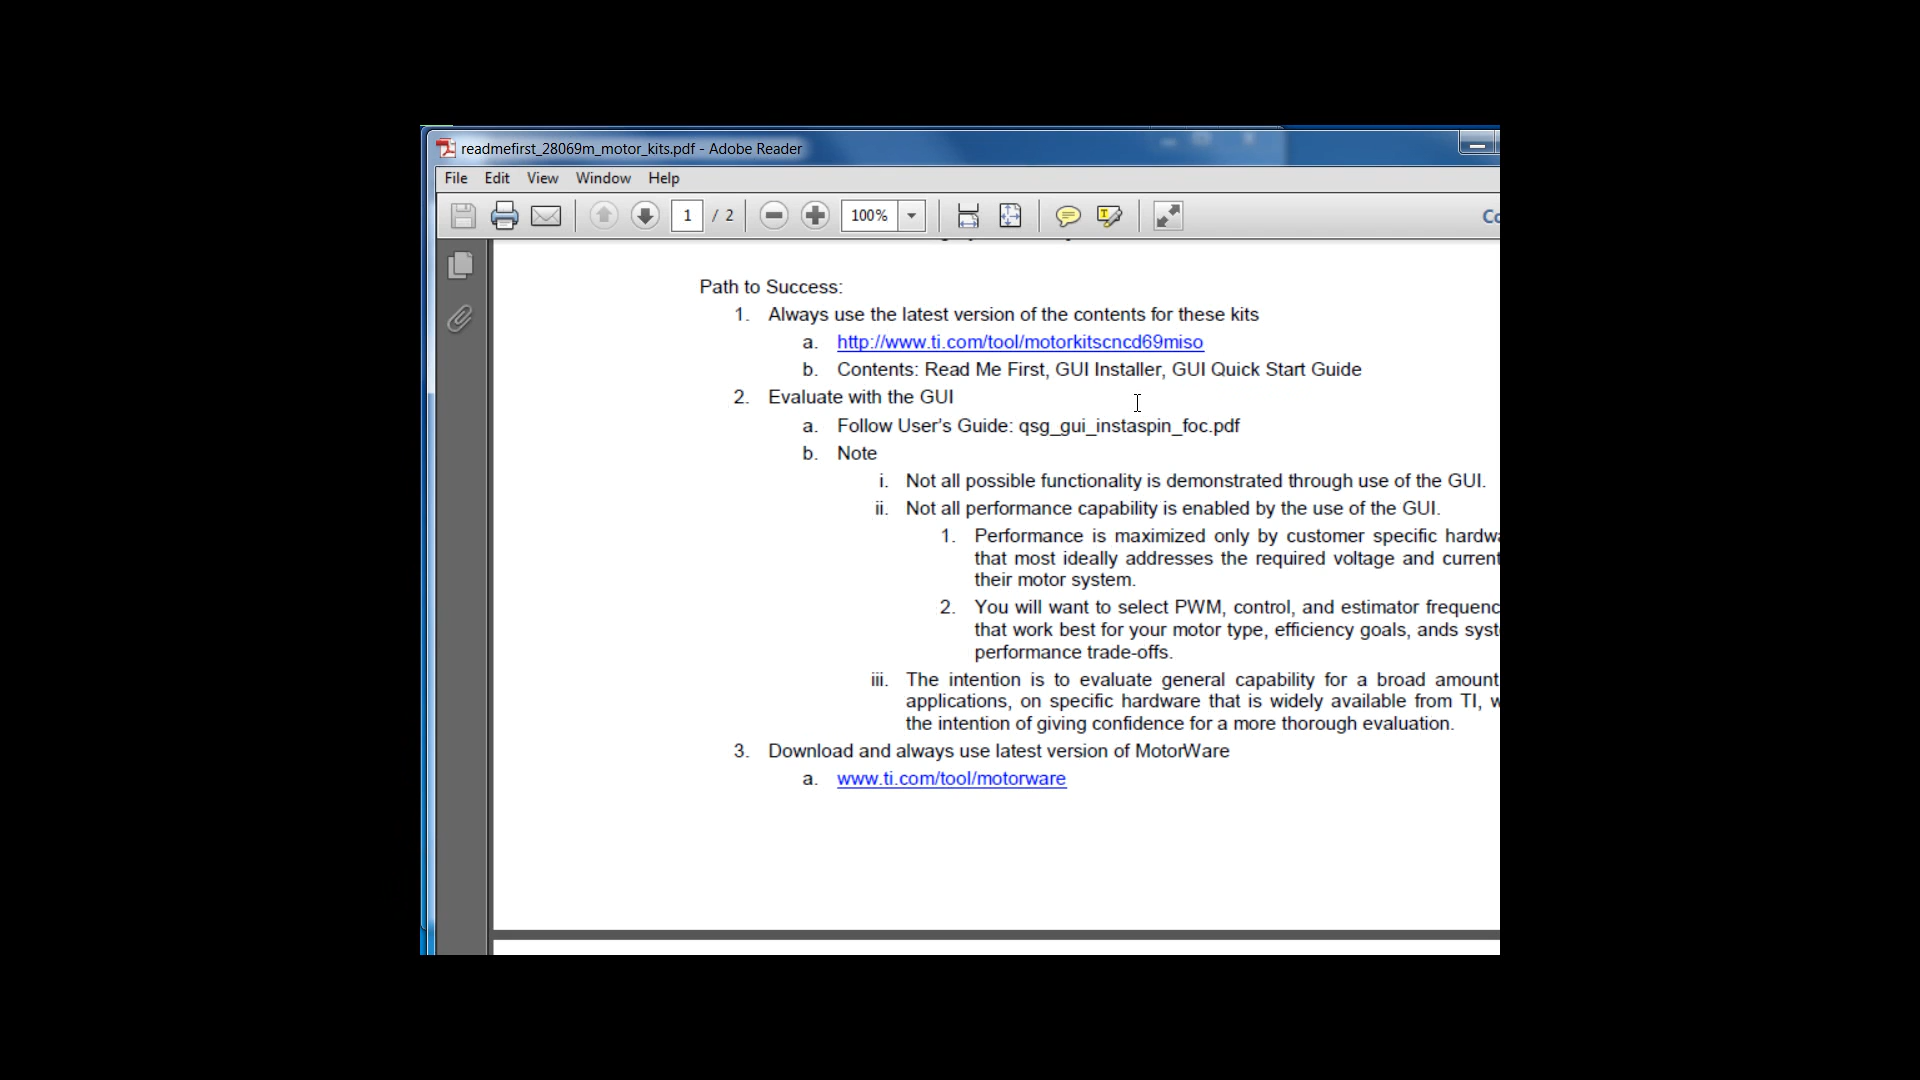 readmefirst_28069m_motor_kits.pdf - Adobe Reader
File Edit View Window Help
1 / 2 100%
Path to Success:
1. Always use the latest version of the contents for these kits
a. http://www.ti.com/tool/motorkitscncd69miso
b. Contents: Read Me First, GUI Installer, GUI Quick Start Guide
2. Evaluate with the GUI
a. Follow User's Guide: qsg_gui_instaspin_foc.pdf
b. Note
i. Not all possible functionality is demonstrated through use of the GUI.
ii. Not all performance capability is enabled by the use of the GUI.
1. Performance is maximized only by customer specific hardwa
that most ideally addresses the required voltage and current
their motor system.
2. You will want to select PWM, control, and estimator frequenc
that work best for your motor type, efficiency goals, ands syst
performance trade-offs.
iii. The intention is to evaluate general capability for a broad amount
applications, on specific hardware that is widely available from TI, w
the intention of giving confidence for a more thorough evaluation.
3. Download and always use latest version of MotorWare
a. www.ti.com/tool/motorware